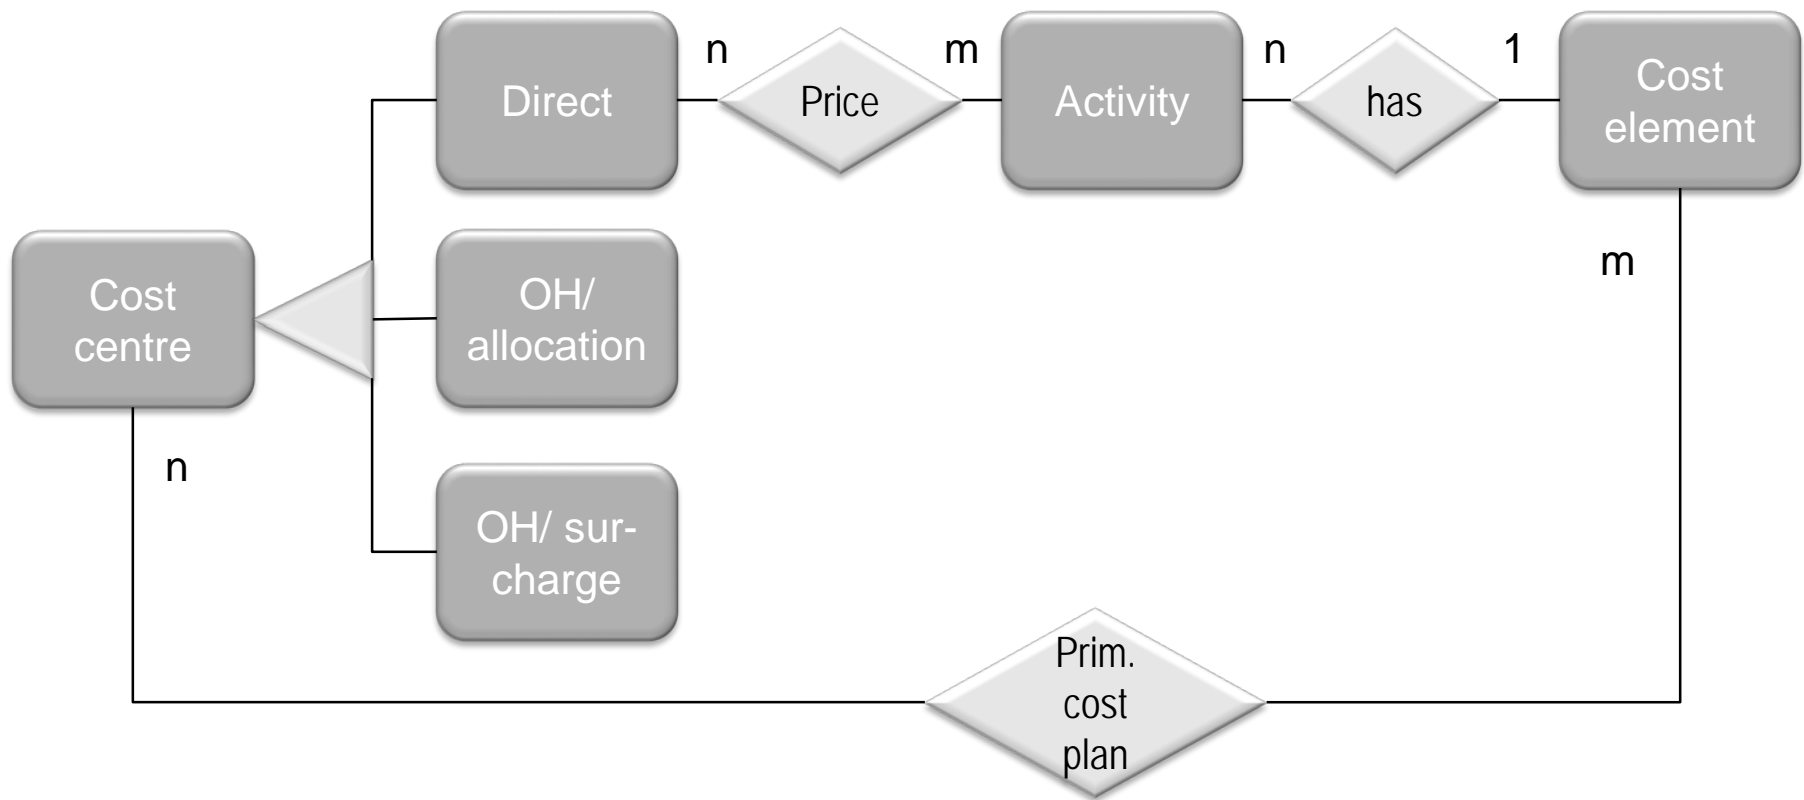 n
m
n
1
Direct
Price
Activity
has
Cost
element
m
Cost
centre
OH/
allocation
n
OH/ sur-
charge
Prim.
cost
plan